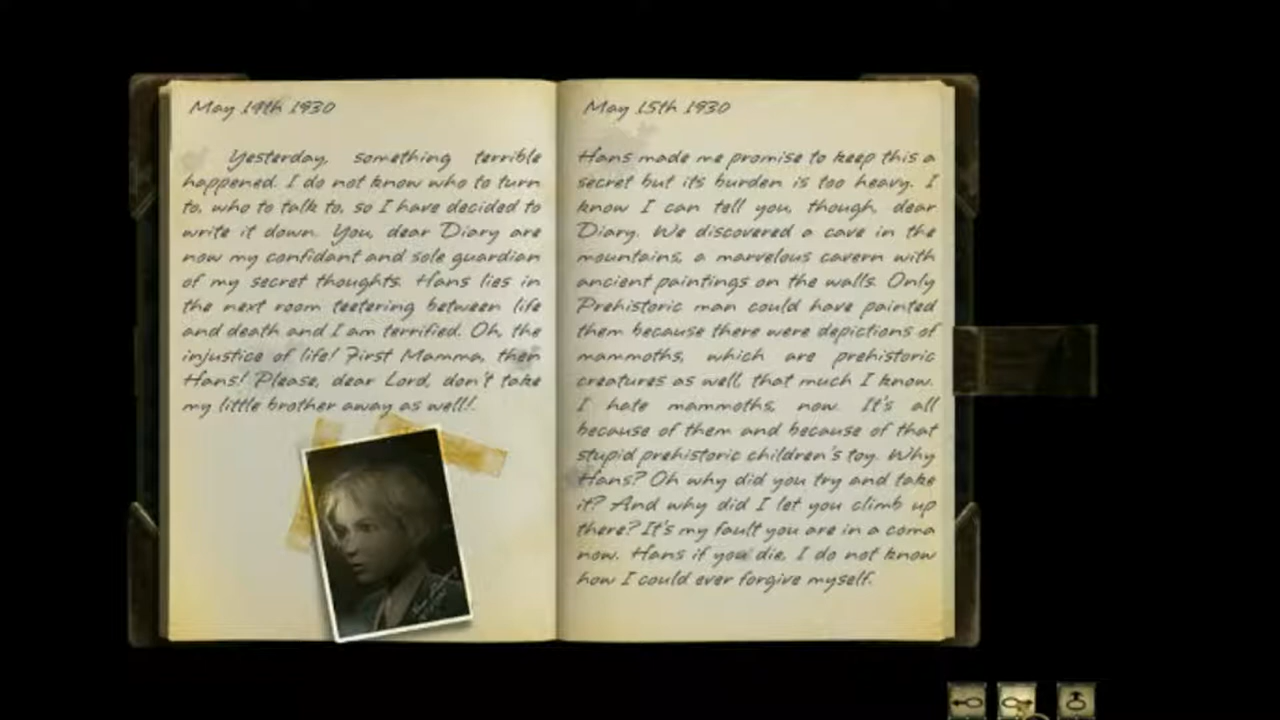 May 14th 1930
Yesterday, something terrible
happened. I do not know who to turn
to, who to talk to, so I have decided to
write it down. You, dear Diary are
now my confidant and sole guardian
of my secret thoughts. Hans lies in
the next room teetering between life
and death and I am terrified. Oh, the
injustice of life! First Mamma, then
Hans! Please, dear Lord, don't take
my little brother away as well!.
May 15th 1930
Hans made me promise to keep this a
secret but its burden is too heavy. I
know I can tell you, though, dear
Diary. We discovered a cave in the
mountains, a marvelous cavern with
ancient paintings on the walls. Only
Prehistoric man could have painted
them because there were depictions of
mammoths, which are prehistoric
creatures as well, that much I know.
I hate mammoths, now. It's all
because of them and because of that
stupid prehistoric children's toy. Why
Hans? Oh why did you try and take
it? And why did I let you climb up
there? It's my fault you are in a coma
now. Hans if you die, I do not know
how I could ever forgive myself.